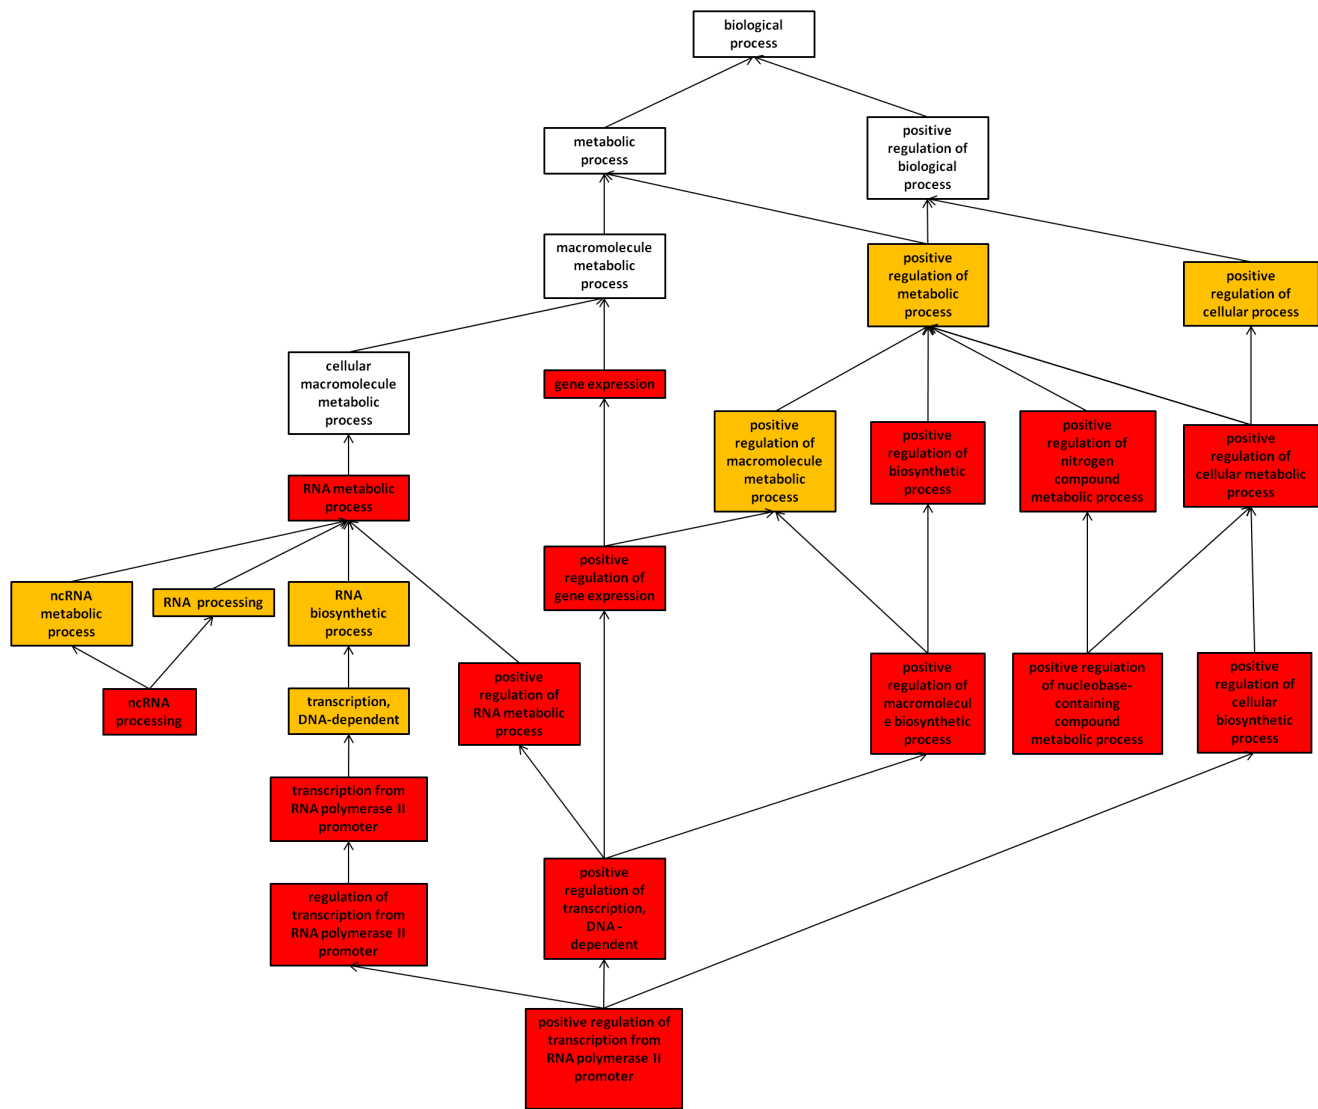 biological
process
metabolic
process
positive
regulation of
biological
process
macromolecule
metabolic
process
positive
regulation of
metabolic
process
positive
regulation of
cellular process
cellular
macromolecule
metabolic
process
gene expression
positive
regulation of
macromolecule
metabolic
process
positive
regulation of
biosynthetic
process
positive
regulation of
nitrogen
compound
metabolic process
positive
regulation of
cellular metabolic
process
RNA metabolic
process
positive
regulation of
gene expression
ncRNA
metabolic
process
RNA processing
RNA
biosynthetic
process
ncRNA
processing
transcription,
DNA-dependent
positive
regulation of
RNA metabolic
process
positive
regulation of
macromolecul
e biosynthetic
process
positive regulation
of nucleobase-
containing
compound
metabolic process
positive
regulation of
cellular
biosynthetic
process
transcription from
RNA polymerase II
promoter
regulation of
transcription from
RNA polymerase II
promoter
positive
regulation of
transcription,
DNA -
dependent
positive regulation of
transcription from
RNA polymerase II
promoter